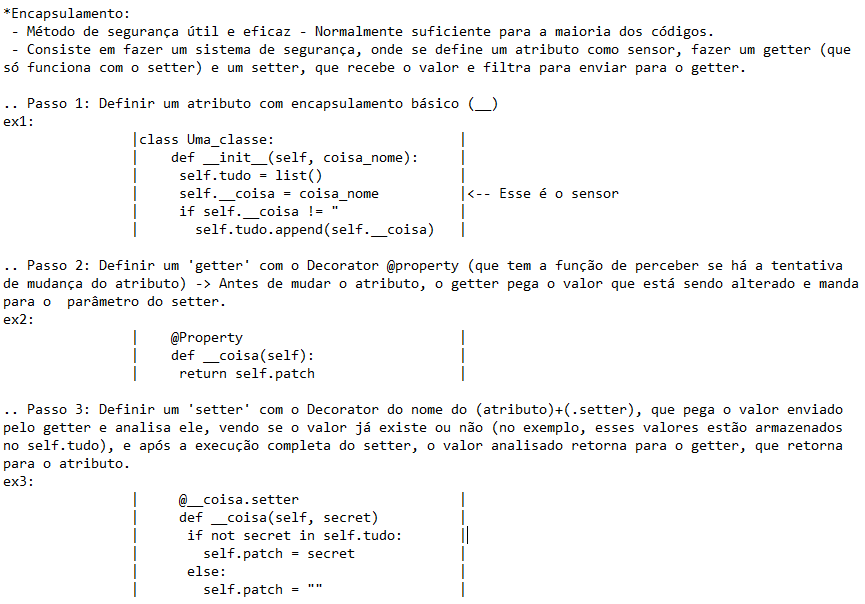 *Encapsulamento:
- Método de segurança útil e eficaz - Normalmente suficiente para a maioria dos códigos.
- Consiste em fazer um sistema de segurança, onde se define um atributo como sensor, fazer um getter (que
só funciona com o setter) e um setter, que recebe o valor e filtra para enviar para o getter.
.. Passo 1: Definir um atributo com encapsulamento básico (__)
ex1:
|class Uma_classe: |
| def __init__(self, coisa_nome): |
| self.tudo = list() |
| self.__coisa = coisa_nome |<-- Esse é o sensor
| if self.__coisa != " |
| self.tudo.append(self.__coisa) |
.. Passo 2: Definir um 'getter' com o Decorator @property (que tem a função de perceber se há a tentativa
de mudança do atributo) -> Antes de mudar o atributo, o getter pega o valor que está sendo alterado e manda
para o  parâmetro do setter.
ex2:
| @Property |
| def __coisa(self): |
| return self.patch |
.. Passo 3: Definir um 'setter' com o Decorator do nome do (atributo)+(.setter), que pega o valor enviado
pelo getter e analisa ele, vendo se o valor já existe ou não (no exemplo, esses valores estão armazenados
no self.tudo), e após a execução completa do setter, o valor analisado retorna para o getter, que retorna
para o atributo.
ex3:
| @__coisa.setter |
| def __coisa(self, secret) |
| if not secret in self.tudo: |
| self.patch = secret |
| else: |
| self.patch = "" |